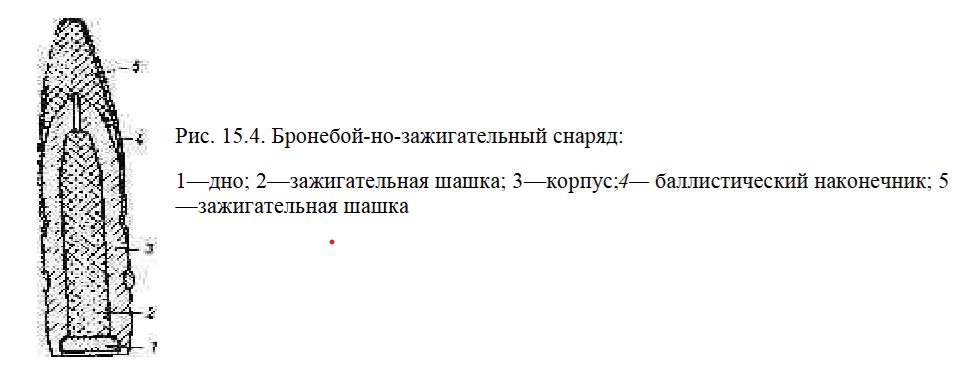 5
4
Рис. 15.4. Бронебой-но-зажигательный снаряд:
1—дно; 2—зажигательная шашка; 3—корпус;4— баллистический наконечник; 5
—зажигательная шашка
3
2
1